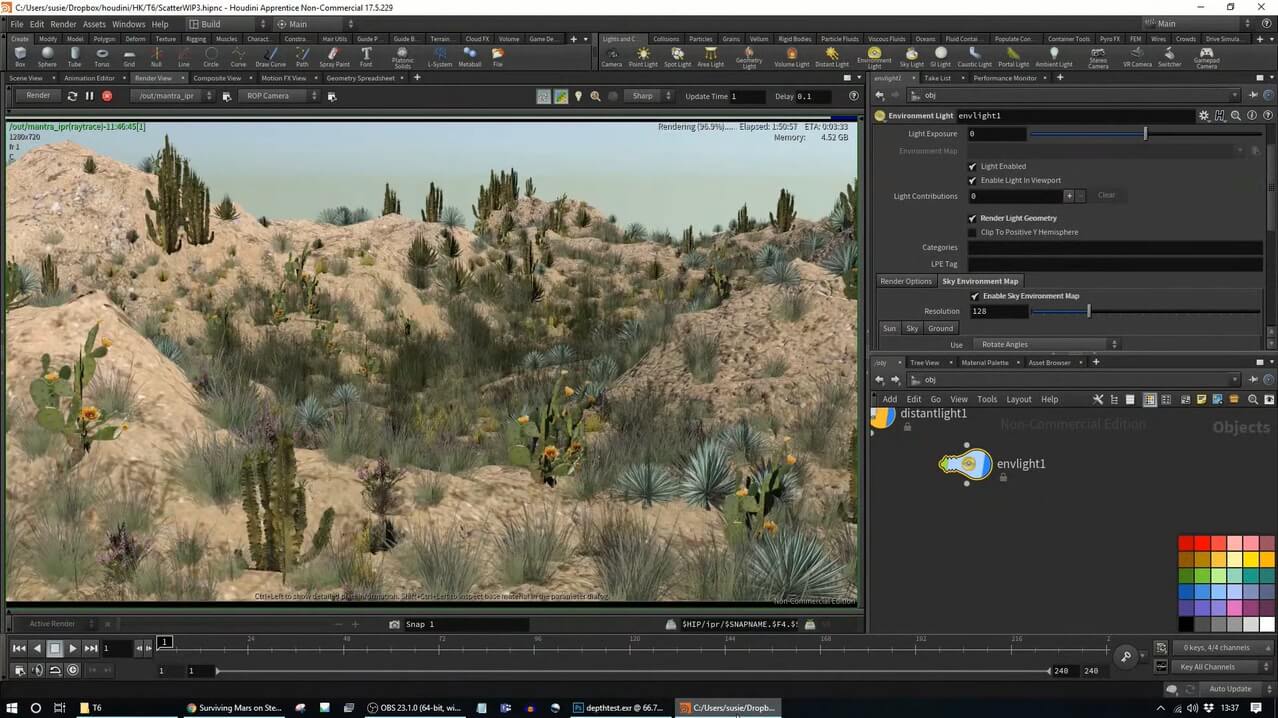 C:/Users/susie/Dropbox/houdini/HK/T6/ScatterWIP3.hipnc - Houdini Apprentice Non-Commercial 17.5.229
File Edit Render Assets Windows Help Build Main Main
Create Modify Model Polygon Deform Texture Rigging Muscles Charac... Constra... Hair Utils Guide P... Guide B... Terrain... Cloud FX Volume Game De...
Lights and C... Collisions Particles Grains Vellum Rigid Bodies Particle Fluids Viscous Fluids Oceans Fluid Contai... Populate Con... Container Tools Pyro FX FEM Wires Crowds Drive Simula...
Box Sphere Tube Torus Grid Null Line Circle Curve Draw Curve Path Spray Paint Font Platonic Solids L-System Metaball File
Camera Point Light Spot Light Area Light Geometry Light Volume Light Distant Light Environment Light Sky Light GI Light Caustic Light Portal Light Ambient Light Stereo Camera VR Camera Switcher Gamepad Camera
Scene View Animation Editor Render View Composite View Motion FX View Geometry Spreadsheet
envlight1 Take List Performance Monitor
Render /out/mantra_ipr ROP Camera Sharp Update Time 1 Delay 0.1
obj
Environment Light envlight1
/out/mantra_ipr(raytrace)-11:46:45[1]
1280x720
fr 1
C
Rendering (96.9%).... Elapsed: 1:50:57 ETA: 0:03:33
Memory: 4.52 GB
Light Exposure 0
Environment Map
Light Enabled
Enable Light In Viewport
Light Contributions 0 Clear
Render Light Geometry
Clip To Positive Y Hemisphere
Categories
LPE Tag
Render Options Sky Environment Map
Enable Sky Environment Map
Resolution 128
Sun Sky Ground
Use Rotate Angles
/obj Tree View Material Palette Asset Browser
obj
Add Edit Go View Tools Layout Help
distantlight1
Non-Commercial Edition
Objects
envlight1
Ctrl+Left to show detailed pixel information. Shift+Ctrl+Left to inspect base material in the parameter dialog.
Non-Commercial Edition
Active Render Snap 1 $HIP/ipr/$SNAPNAME.$F4.$S
1 1 24 48 72 96 120 144 168 192 216 2
0 keys, 4/4 channels
1 1 240 240 Key All Channels
Auto Update
T6 Surviving Mars on Ste... OBS 23.1.0 (64-bit, wi... depthtest.exr @ 66.7... C:/Users/susie/Dropb... 13:37